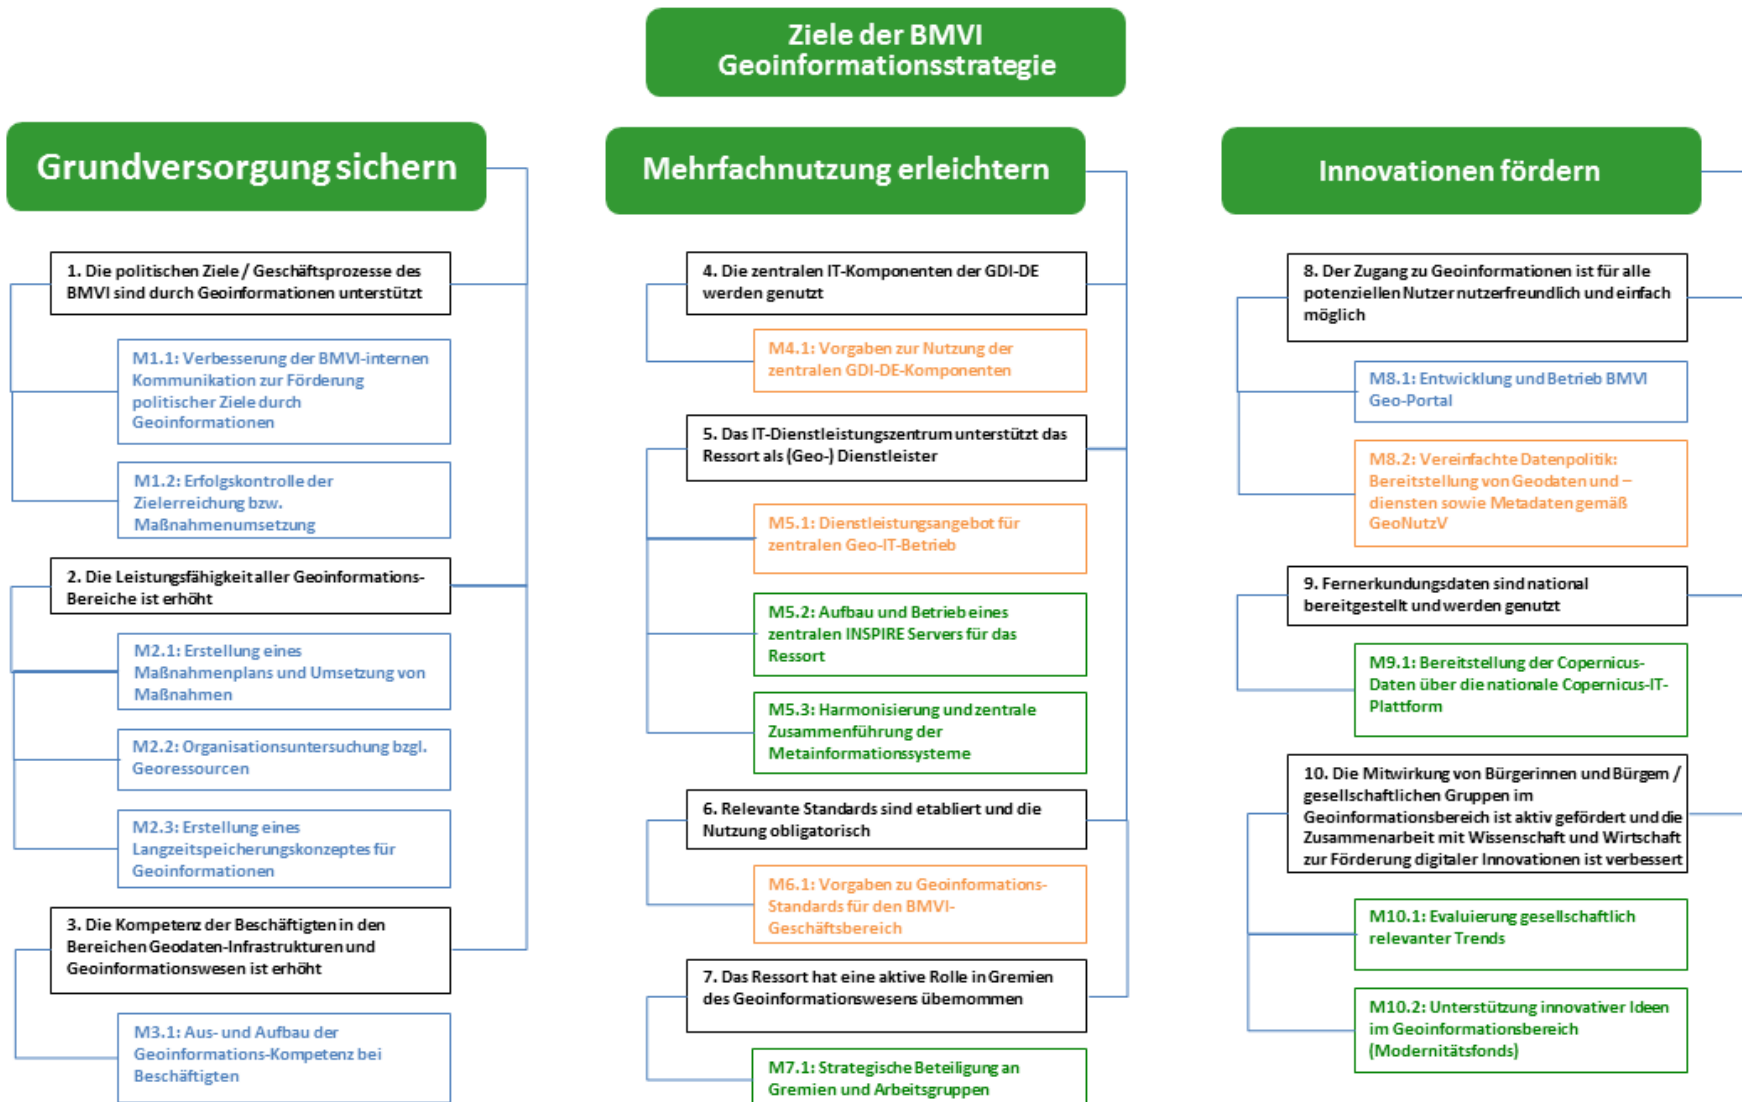 Ziele der BMVI
Geoinformationsstrategie
Grundversorgung sichern
1. Die politischen Ziele / Geschäftsprozesse des
BMVI sind durch Geoinformationen unterstützt
M1.1: Verbesserung der BMVI-internen
Kommunikation zur Förderung
politischer Ziele durch
Geoinformationen
M1.2: Erfolgskontrolle der
Zielerreichung bzw.
Maßnahmenumsetzung
2. Die Leistungsfähigkeit aller Geoinformations-
Bereiche ist erhöht
M2.1: Erstellung eines
Maßnahmenplans und Umsetzung von
Maßnahmen
M2.2: Organisationsuntersuchung bzgl.
Georessourcen
M2.3: Erstellung eines
Langzeitspeicherungskonzeptes für
Geoinformationen
3. Die Kompetenz der Beschäftigten in den
Bereichen Geodaten-Infrastrukturen und
Geoinformationswesen ist erhöht
M3.1: Aus- und Aufbau der
Geoinformations-Kompetenz bei
Beschäftigten
Mehrfachnutzung erleichtern
4. Die zentralen IT-Komponenten der GDI-DE
werden genutzt
M4.1: Vorgaben zur Nutzung der
zentralen GDI-DE-Komponenten
5. Das IT-Dienstleistungszentrum unterstützt das
Ressort als (Geo-) Dienstleister
M5.1: Dienstleistungsangebot für
zentralen Geo-IT-Betrieb
M5.2: Aufbau und Betrieb eines
zentralen INSPIRE Servers für das
Ressort
M5.3: Harmonisierung und zentrale
Zusammenführung der
Metainformationssysteme
6. Relevante Standards sind etabliert und die
Nutzung obligatorisch
M6.1: Vorgaben zu Geoinformations-
Standards für den BMVI-
Geschäftsbereich
7. Das Ressort hat eine aktive Rolle in Gremien
des Geoinformationswesens übernommen
M7.1: Strategische Beteiligung an
Gremien und Arbeitsgruppen
Innovationen fördern
8. Der Zugang zu Geoinformationen ist für alle
potenziellen Nutzer nutzerfreundlich und einfach
möglich
M8.1: Entwicklung und Betrieb BMVI
Geo-Portal
M8.2: Vereinfachte Datenpolitik:
Bereitstellung von Geodaten und –
diensten sowie Metadaten gemäß
GeoNutzV
9. Fernerkundungsdaten sind national
bereitgestellt und werden genutzt
M9.1: Bereitstellung der Copernicus-
Daten über die nationale Copernicus-IT-
Plattform
10. Die Mitwirkung von Bürgerinnen und Bürgern /
gesellschaftlichen Gruppen im
Geoinformationsbereich ist aktiv gefördert und die
Zusammenarbeit mit Wissenschaft und Wirtschaft
zur Förderung digitaler Innovationen ist verbessert
M10.1: Evaluierung gesellschaftlich
relevanter Trends
M10.2: Unterstützung innovativer Ideen
im Geoinformationsbereich
(Modernitätsfonds)